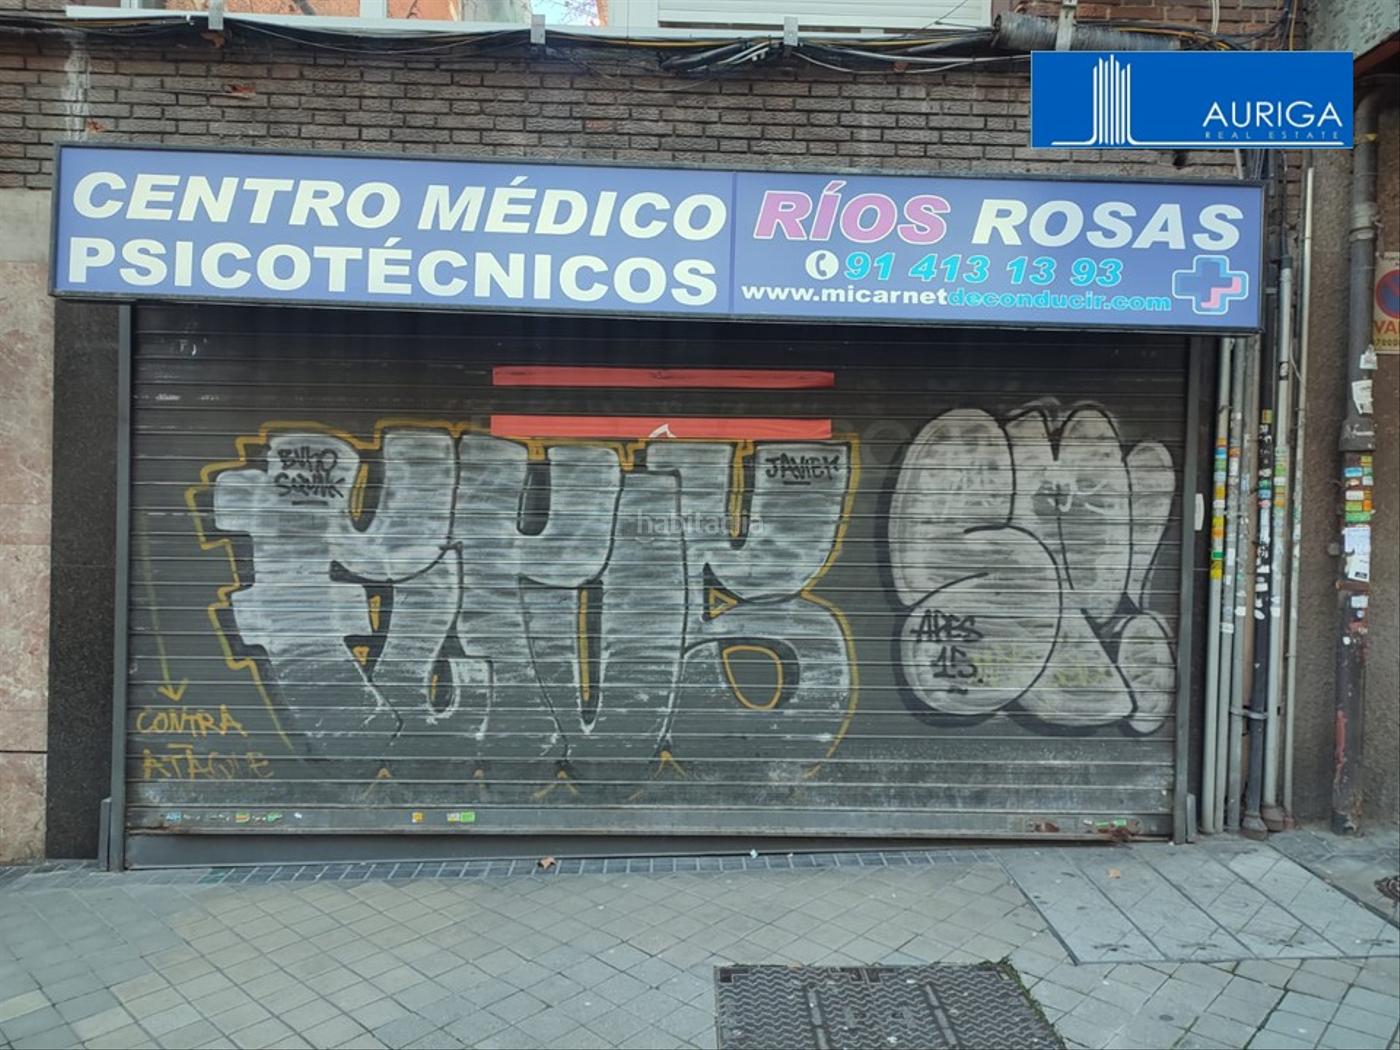 AURIGA
REAL ESTATE
CENTRO MÉDICO
PSICOTÉCNICOS
RÍOS ROSAS
91 413 13 93
www.micarnetdeconducir.com
habitaclia
JAVIER
APES
15
CONTRA
ATAQUE